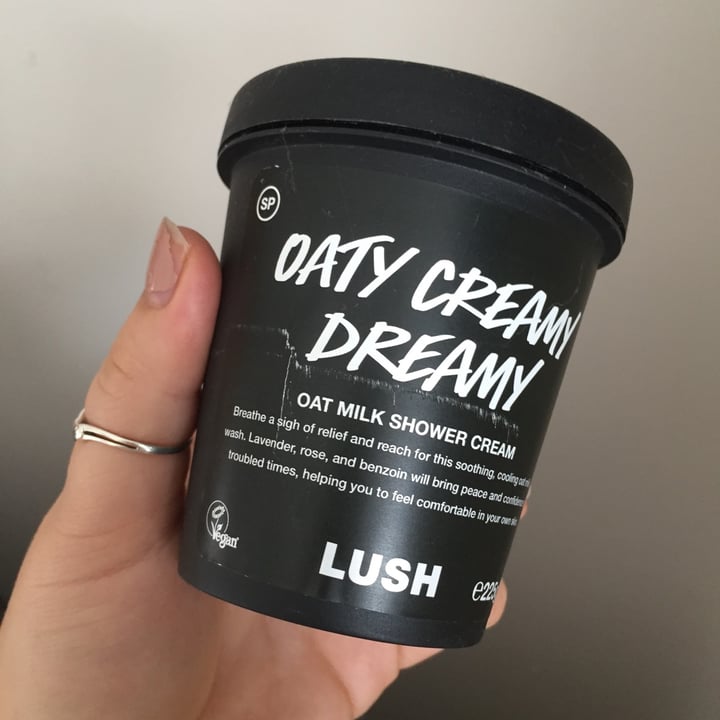 SP
OATY CREAMY
DREAMY
OAT MILK SHOWER CREAM
Breathe a sigh of relief and reach for this soothing, cooling oat
wash. Lavender, rose, and benzoin will bring peace and
troubled times, helping you to feel comfortable in your own
Vegan
LUSH
℮225